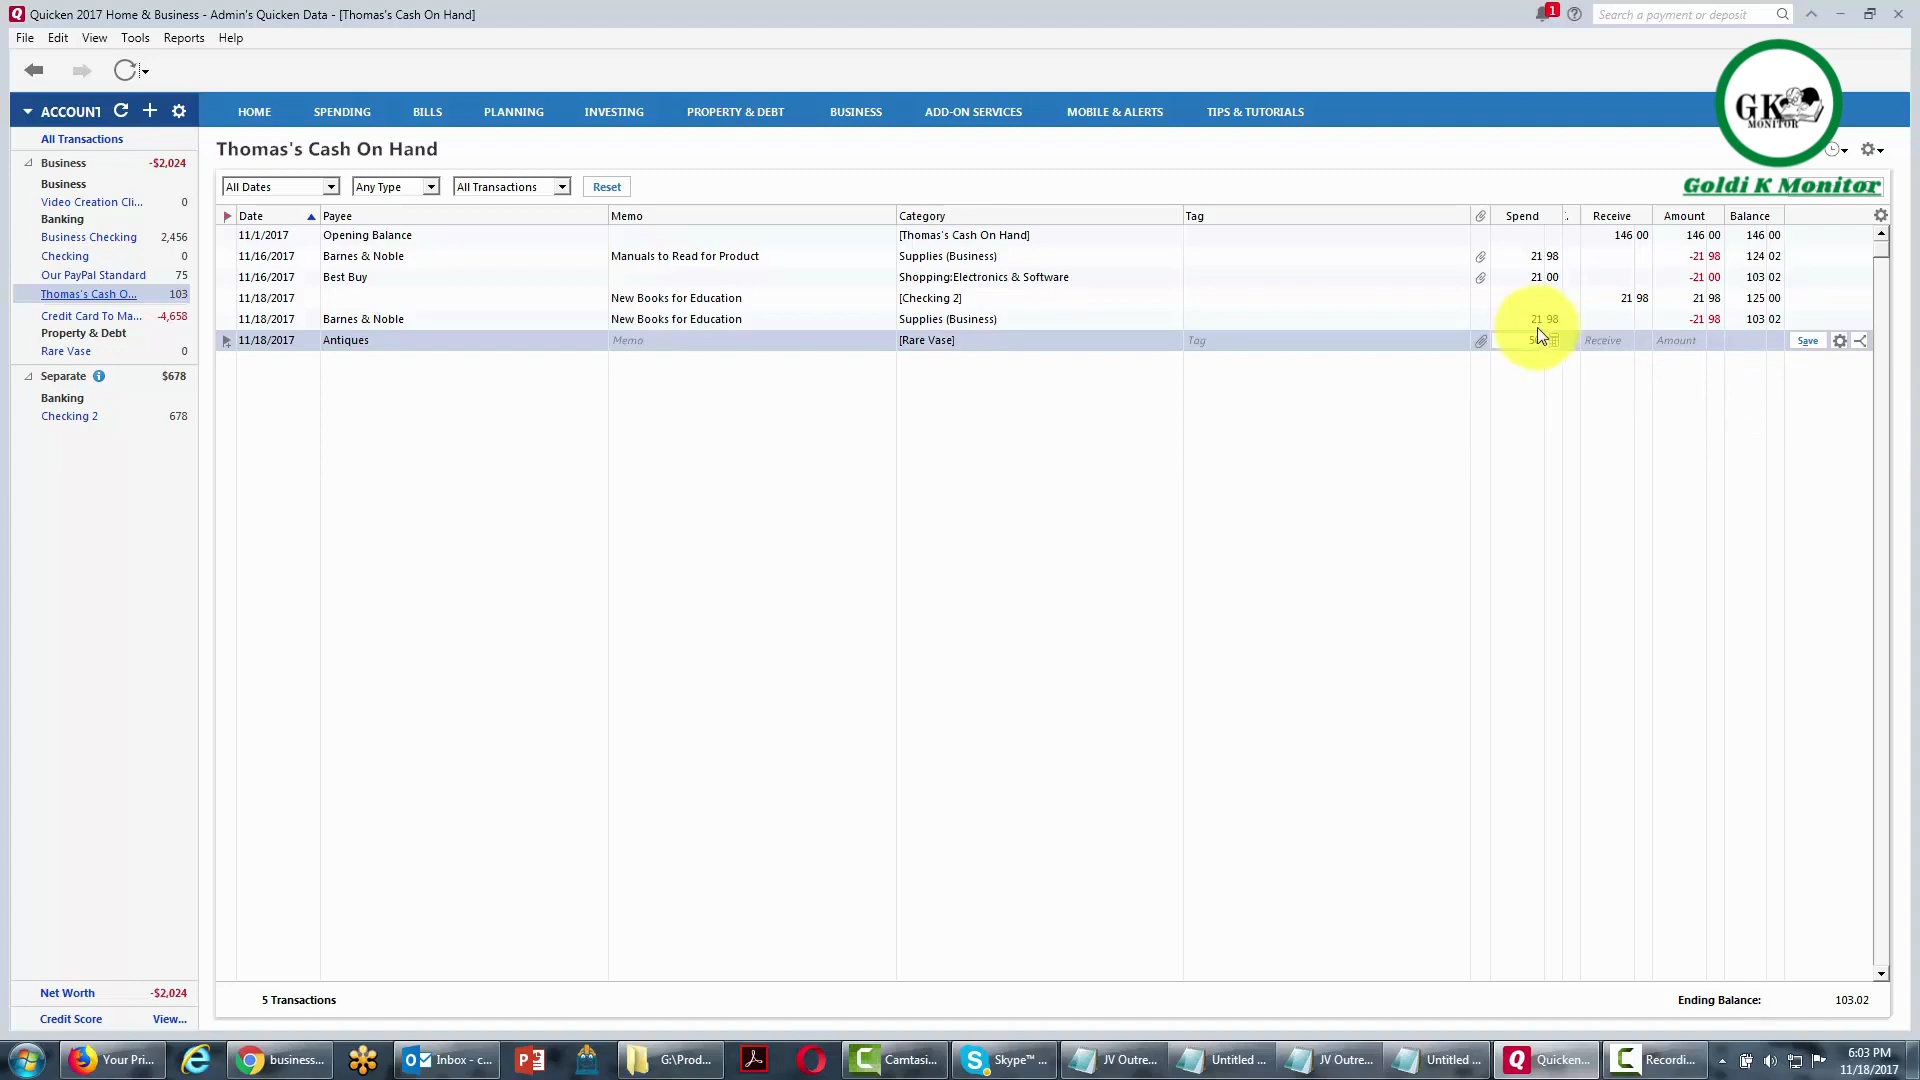 Quicken 2017 Home & Business - Admin's Quicken Data - [Thomas's Cash On Hand]
1
Search a payment or deposit
File Edit View Tools Reports Help
GK
MONITOR
Goldi K Monitor
ACCOUNT
HOME SPENDING BILLS PLANNING INVESTING PROPERTY & DEBT BUSINESS ADD-ON SERVICES MOBILE & ALERTS TIPS & TUTORIALS
All Transactions
Business -$2,024
Business
Video Creation Cli... 0
Banking
Business Checking 2,456
Checking 0
Our PayPal Standard 75
Thomas's Cash O... 103
Credit Card To Ma... -4,658
Property & Debt
Rare Vase 0
Separate $678
Banking
Checking 2 678
Net Worth -$2,024
Credit Score View...
Thomas's Cash On Hand
All Dates Any Type All Transactions Reset
Date Payee Memo Category Tag Spend Receive Amount Balance
11/1/2017 Opening Balance [Thomas's Cash On Hand] 146 00 146 00 146 00
11/16/2017 Barnes & Noble Manuals to Read for Product Supplies (Business) 21 98 -21 98 124 02
11/16/2017 Best Buy Shopping:Electronics & Software 21 00 -21 00 103 02
11/18/2017 New Books for Education [Checking 2] 21 98 21 98 125 00
11/18/2017 Barnes & Noble New Books for Education Supplies (Business) 21 98 -21 98 103 02
11/18/2017 Antiques Memo [Rare Vase] Tag Receive Amount Save
5 Transactions Ending Balance: 103.02
Your Pri... business... Inbox - c... G:\Prod... Camtasi... Skype™ ... JV Outre... Untitled ... JV Outre... Untitled ... Quicken... Recordi...
6:03 PM
11/18/2017